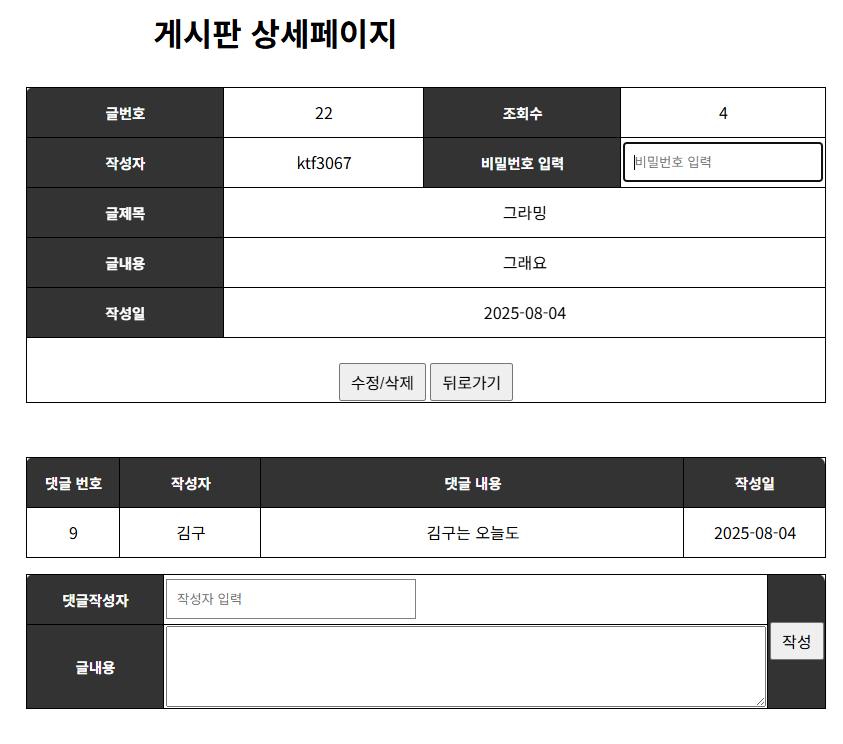 게시판 상세페이지
글번호 22 조회수 4
작성자 ktf3067 비밀번호 입력 비밀번호 입력
글제목 그라밍
글내용 그래요
작성일 2025-08-04
수정/삭제 뒤로가기
댓글 번호 작성자 댓글 내용 작성일
9 김구 김구는 오늘도 2025-08-04
댓글작성자 작성자 입력
작성
글내용